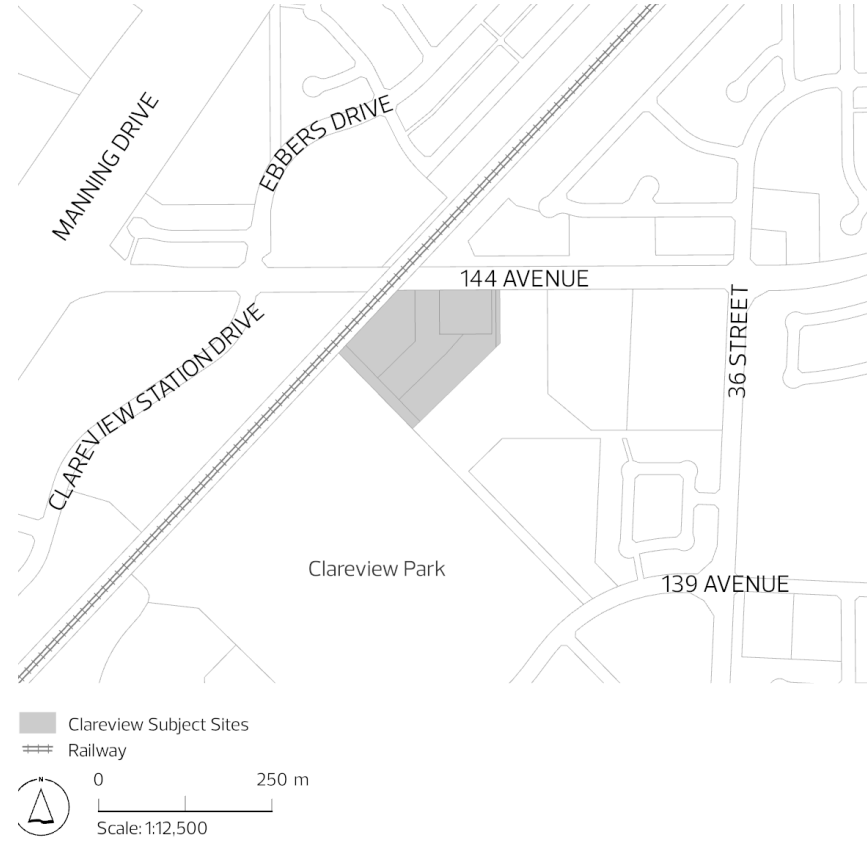 MANNING DRIVE
EBBERS DRIVE
144 AVENUE
CLAREVIEW STATION DRIVE
36 STREET
Clareview Park
139 AVENUE
Clareview Subject Sites
Railway
N
0 250 m
Scale: 1:12,500